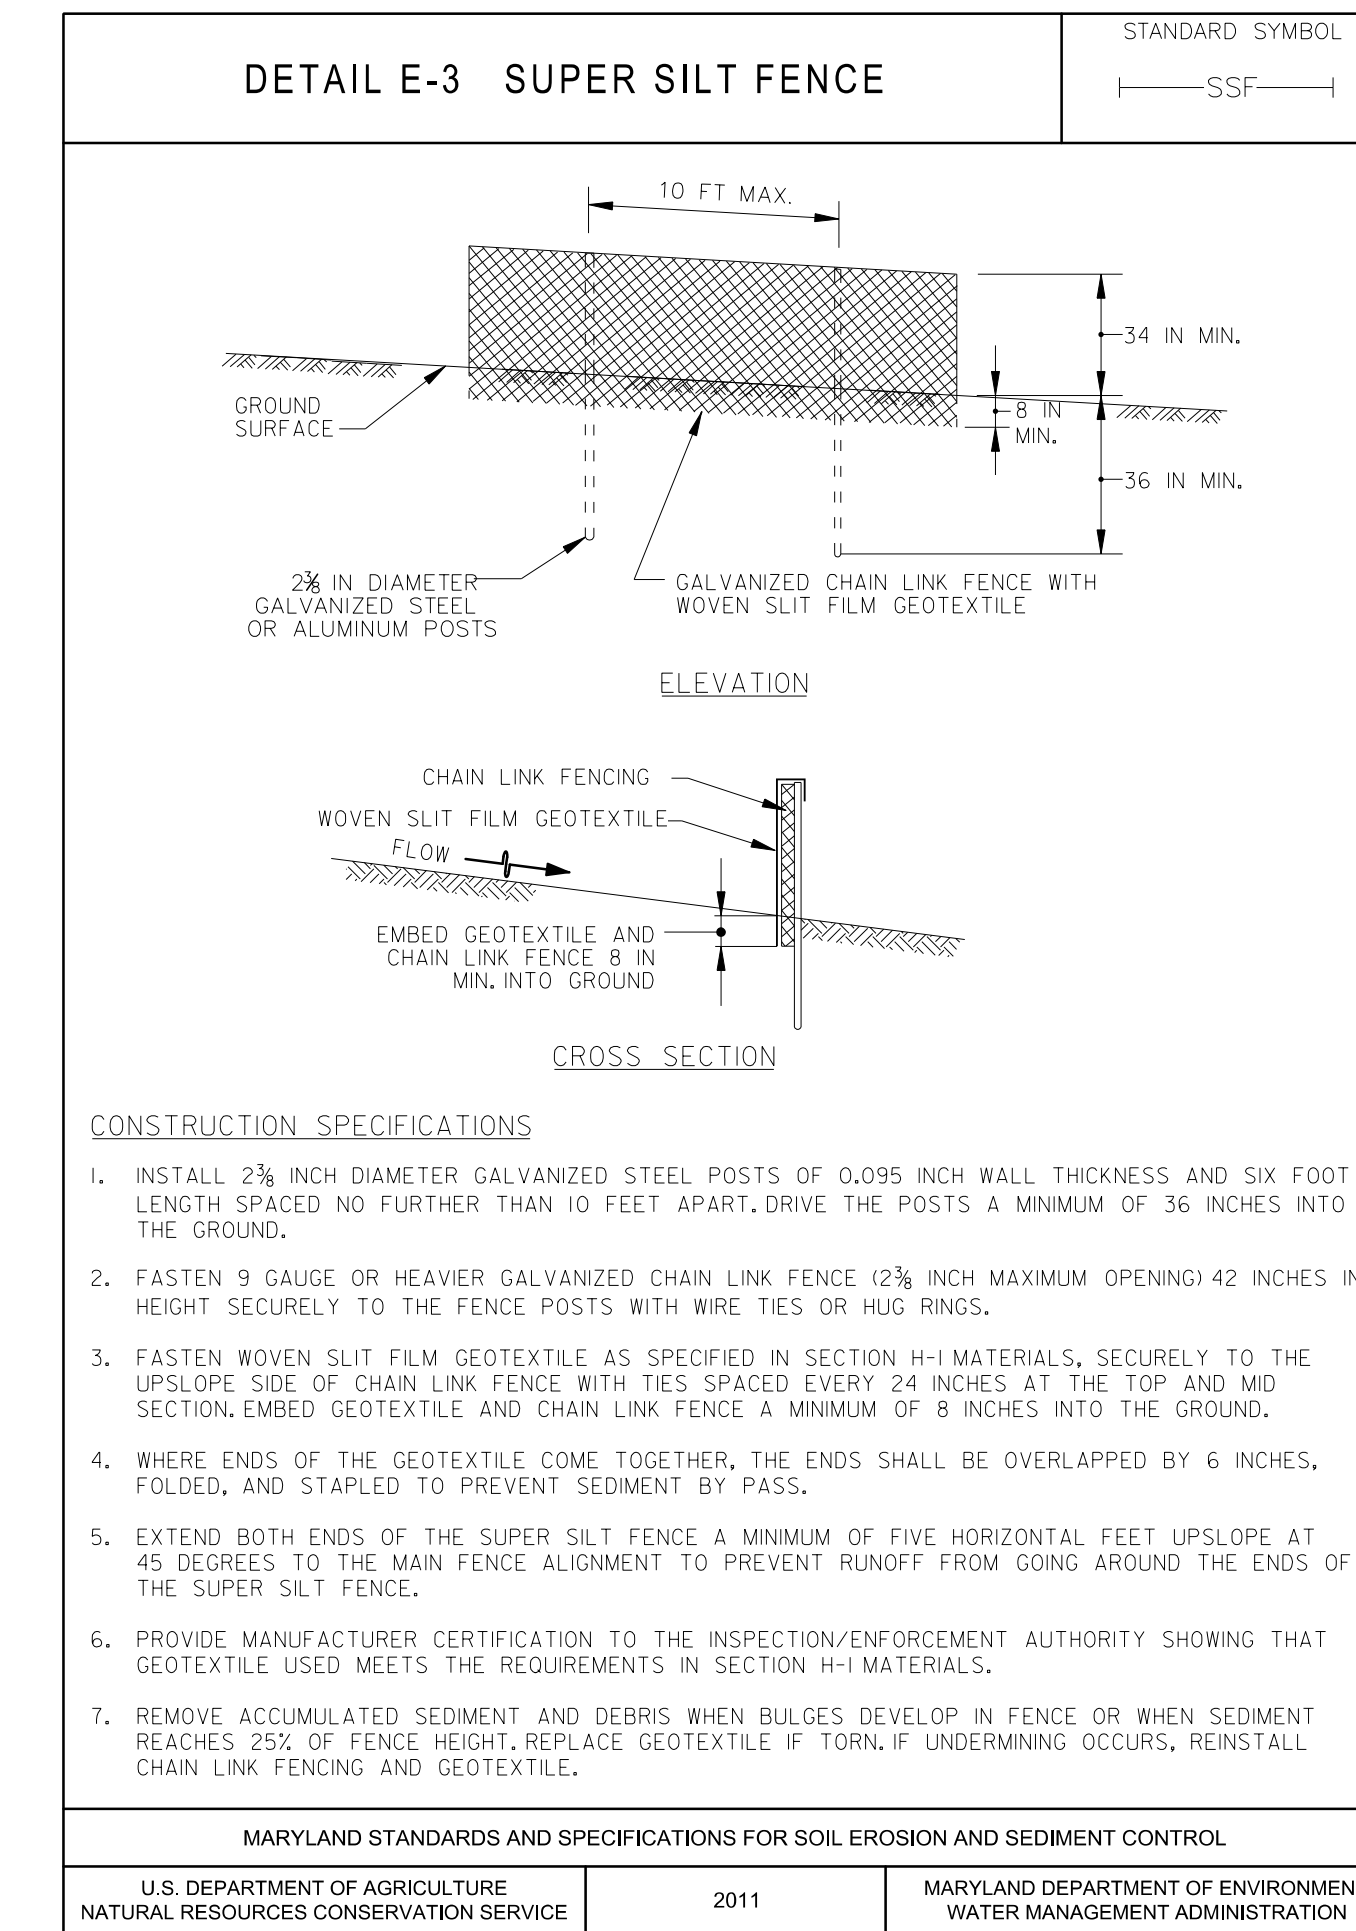 DETAIL E-3 SUPER SILT FENCE
STANDARD SYMBOL
SSF
10 FT MAX.
34 IN MIN.
GROUND
SURFACE
8 IN
MIN.
36 IN MIN.
2⅜ IN DIAMETER
GALVANIZED STEEL
OR ALUMINUM POSTS
GALVANIZED CHAIN LINK FENCE WITH
WOVEN SLIT FILM GEOTEXTILE
ELEVATION
CHAIN LINK FENCING
WOVEN SLIT FILM GEOTEXTILE
FLOW
EMBED GEOTEXTILE AND
CHAIN LINK FENCE 8 IN
MIN. INTO GROUND
CROSS SECTION
CONSTRUCTION SPECIFICATIONS
1. INSTALL 2⅜ INCH DIAMETER GALVANIZED STEEL POSTS OF 0.095 INCH WALL THICKNESS AND SIX FOOT
LENGTH SPACED NO FURTHER THAN 10 FEET APART. DRIVE THE POSTS A MINIMUM OF 36 INCHES INTO
THE GROUND.
2. FASTEN 9 GAUGE OR HEAVIER GALVANIZED CHAIN LINK FENCE (2⅜ INCH MAXIMUM OPENING) 42 INCHES IN
HEIGHT SECURELY TO THE FENCE POSTS WITH WIRE TIES OR HUG RINGS.
3. FASTEN WOVEN SLIT FILM GEOTEXTILE AS SPECIFIED IN SECTION H-1 MATERIALS, SECURELY TO THE
UPSLOPE SIDE OF CHAIN LINK FENCE WITH TIES SPACED EVERY 24 INCHES AT THE TOP AND MID
SECTION. EMBED GEOTEXTILE AND CHAIN LINK FENCE A MINIMUM OF 8 INCHES INTO THE GROUND.
4. WHERE ENDS OF THE GEOTEXTILE COME TOGETHER, THE ENDS SHALL BE OVERLAPPED BY 6 INCHES,
FOLDED, AND STAPLED TO PREVENT SEDIMENT BY PASS.
5. EXTEND BOTH ENDS OF THE SUPER SILT FENCE A MINIMUM OF FIVE HORIZONTAL FEET UPSLOPE AT
45 DEGREES TO THE MAIN FENCE ALIGNMENT TO PREVENT RUNOFF FROM GOING AROUND THE ENDS OF
THE SUPER SILT FENCE.
6. PROVIDE MANUFACTURER CERTIFICATION TO THE INSPECTION/ENFORCEMENT AUTHORITY SHOWING THAT
GEOTEXTILE USED MEETS THE REQUIREMENTS IN SECTION H-1 MATERIALS.
7. REMOVE ACCUMULATED SEDIMENT AND DEBRIS WHEN BULGES DEVELOP IN FENCE OR WHEN SEDIMENT
REACHES 25% OF FENCE HEIGHT. REPLACE GEOTEXTILE IF TORN. IF UNDERMINING OCCURS, REINSTALL
CHAIN LINK FENCING AND GEOTEXTILE.
MARYLAND STANDARDS AND SPECIFICATIONS FOR SOIL EROSION AND SEDIMENT CONTROL
U.S. DEPARTMENT OF AGRICULTURE
NATURAL RESOURCES CONSERVATION SERVICE
2011
MARYLAND DEPARTMENT OF ENVIRONMEN
WATER MANAGEMENT ADMINISTRATION